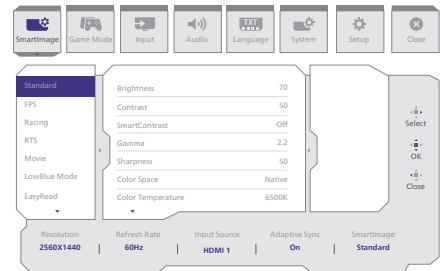 SmartImage
Game Mode
Input
Audio
TXT
Language
System
Setup
Close
Standard
FPS
Racing
RTS
Movie
LowBlue Mode
EasyRead
Brightness 70
Contrast 50
SmartContrast Off
Gamma 2.2
Sharpness 50
Color Space Native
Color Temperature 6500K
Select
OK
Close
Resolution
2560X1440
Refresh Rate
60Hz
Input Source
HDMI 1
Adaptive Sync
On
SmartImage
Standard